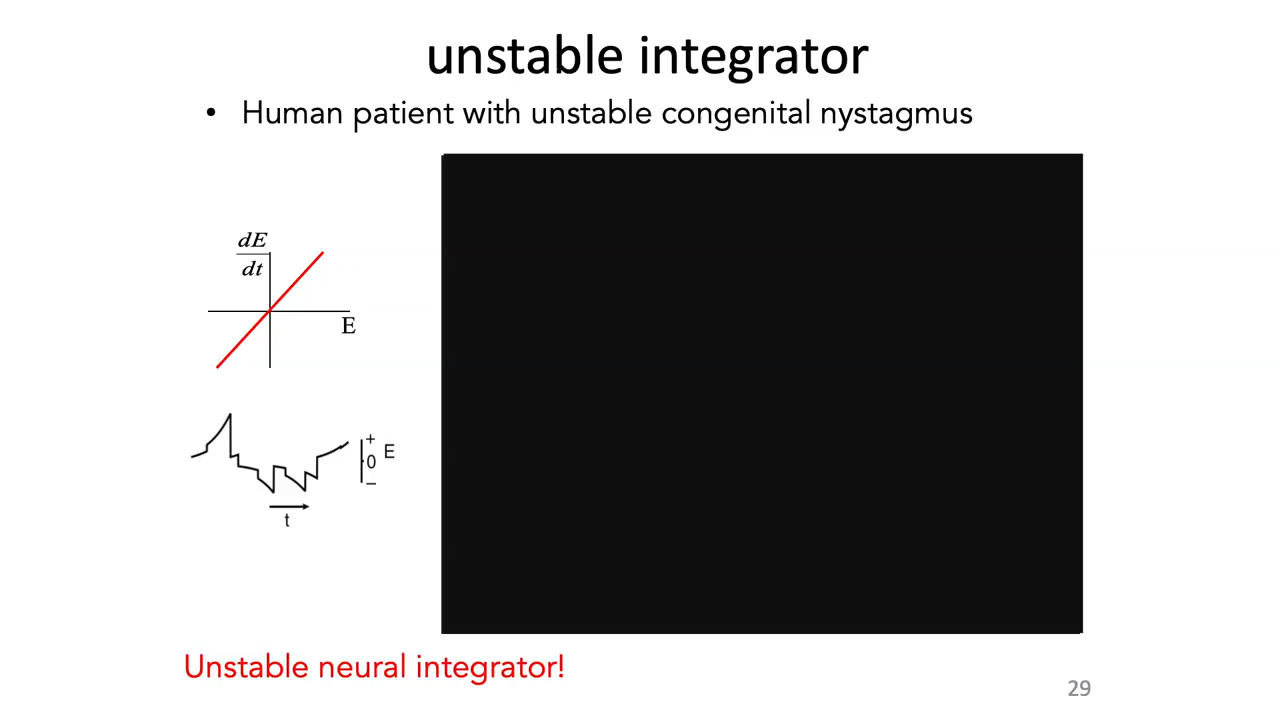 unstable integrator
• Human patient with unstable congenital nystagmus
dE
dt
E
+
0 E
–
t
Unstable neural integrator!
29